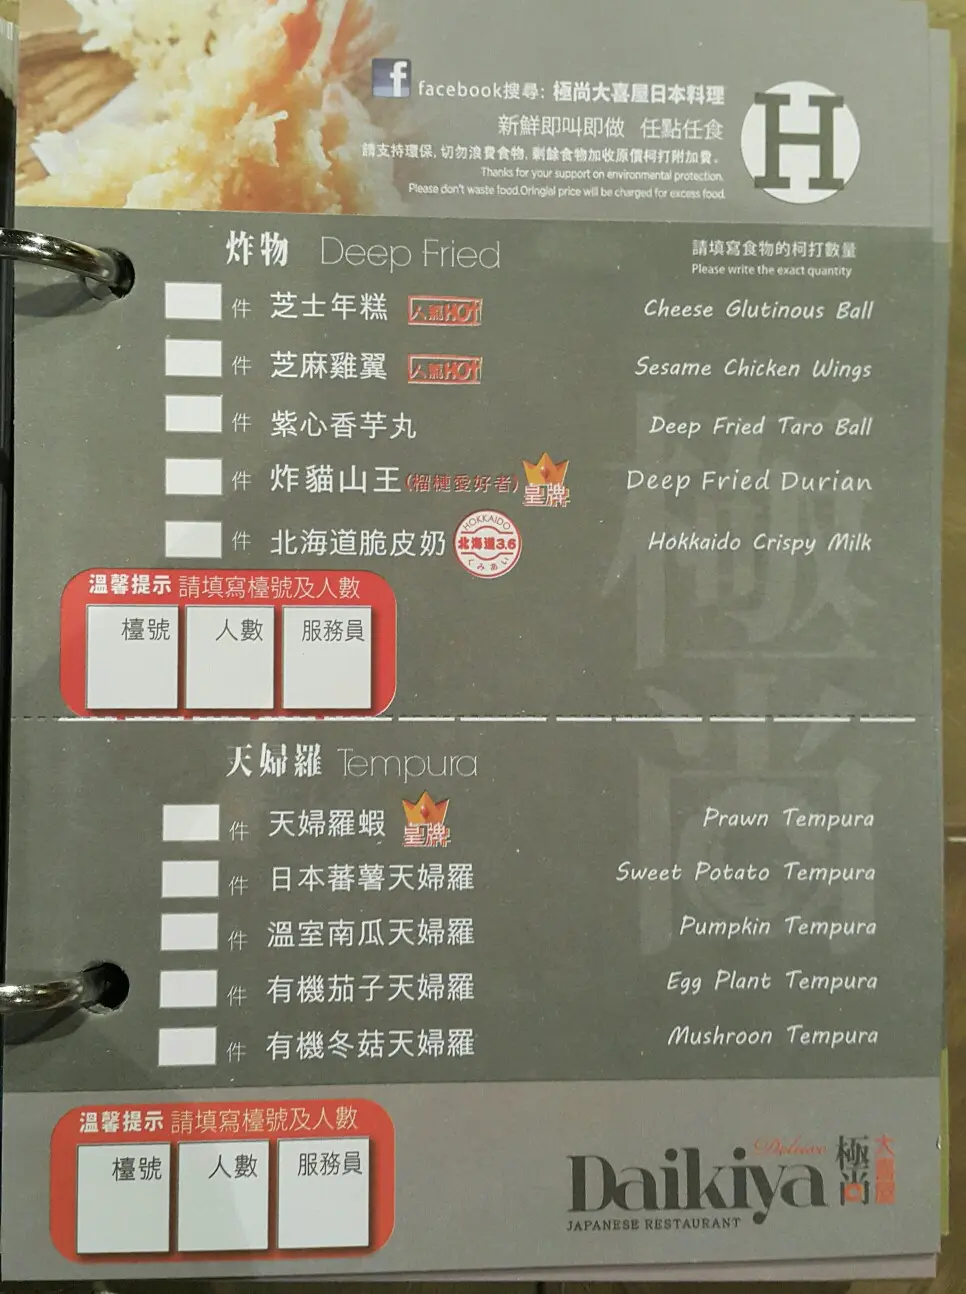 f facebook搜尋: 極尚大喜屋日本料理
新鮮即叫即做 任點任食
請支持環保, 切勿浪費食物, 剩餘食物加收原價柯打附加費。
Thanks for your support on environmental protection.
Please don't waste food.Oringial price will be charged for excess food.
H
炸物 Deep Fried
請填寫食物的柯打數量
Please write the exact quantity
件 芝士年糕 人氣HOT Cheese Glutinous Ball
件 芝麻雞翼 人氣HOT Sesame Chicken Wings
件 紫心香芋丸 Deep Fried Taro Ball
件 炸貓山王(榴槤愛好者) 皇牌 Deep Fried Durian
件 北海道脆皮奶 HOKKAIDO 北海道3.6 くみあい Hokkaido Crispy Milk
極尚
溫馨提示 請填寫檯號及人數
檯號 人數 服務員
天婦羅 Tempura
件 天婦羅蝦 皇牌 Prawn Tempura
件 日本蕃薯天婦羅 Sweet Potato Tempura
件 溫室南瓜天婦羅 Pumpkin Tempura
件 有機茄子天婦羅 Egg Plant Tempura
件 有機冬菇天婦羅 Mushroon Tempura
溫馨提示 請填寫檯號及人數
檯號 人數 服務員
Deluxe
Daikiya 極尚 大喜屋
JAPANESE RESTAURANT